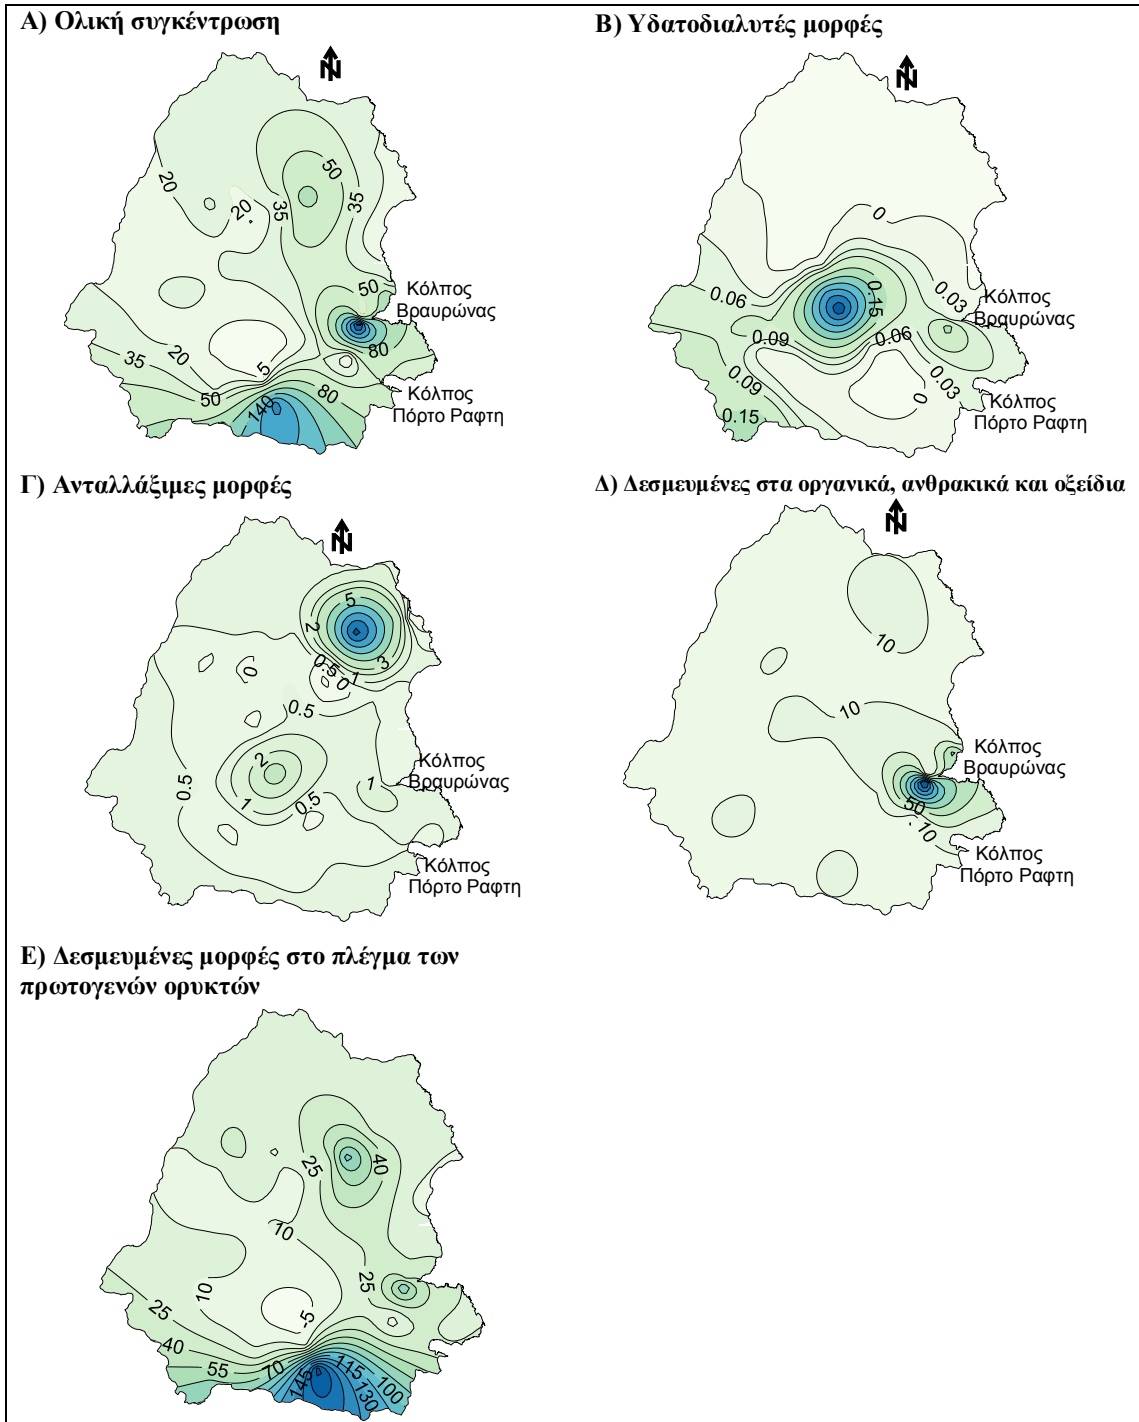 Α) Ολική συγκέντρωση
N
20
20
50
35
35
50
Κόλπος
Βραυρώνας
80
35
20
5
50
80
140
Κόλπος
Πόρτο Ραφτη
Β) Υδατοδιαλυτές μορφές
N
0
0.06
0.15
0.03
Κόλπος
Βραυρώνας
0.09
0.06
0.09
0.03
0
0.15
Κόλπος
Πόρτο Ραφτη
Γ) Ανταλλάξιμες μορφές
N
5
2
3
0.5
0
1
0
0.5
2
0.5
1
0.5
1
Κόλπος
Βραυρώνας
Κόλπος
Πόρτο Ραφτη
Δ) Δεσμευμένες στα οργανικά, ανθρακικά και οξείδια
N
10
10
Κόλπος
Βραυρώνας
50
10
Κόλπος
Πόρτο Ραφτη
Ε) Δεσμευμένες μορφές στο πλέγμα των
πρωτογενών ορυκτών
25
40
10
25
10
-5
25
40
55
70
145
115
130
100